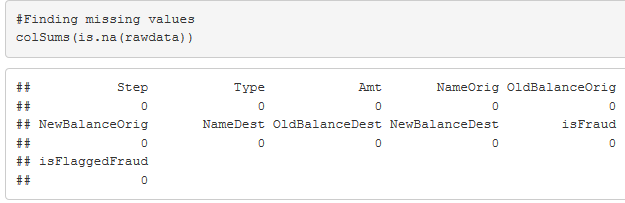 #Finding missing values
colSums(is.na(rawdata))
## Step Type Amt NameOrig OldBalanceOrig
## 0 0 0 0 0
## NewBalanceOrig NameDest OldBalanceDest NewBalanceDest isFraud
## 0 0 0 0 0
## isFlaggedFraud
## 0